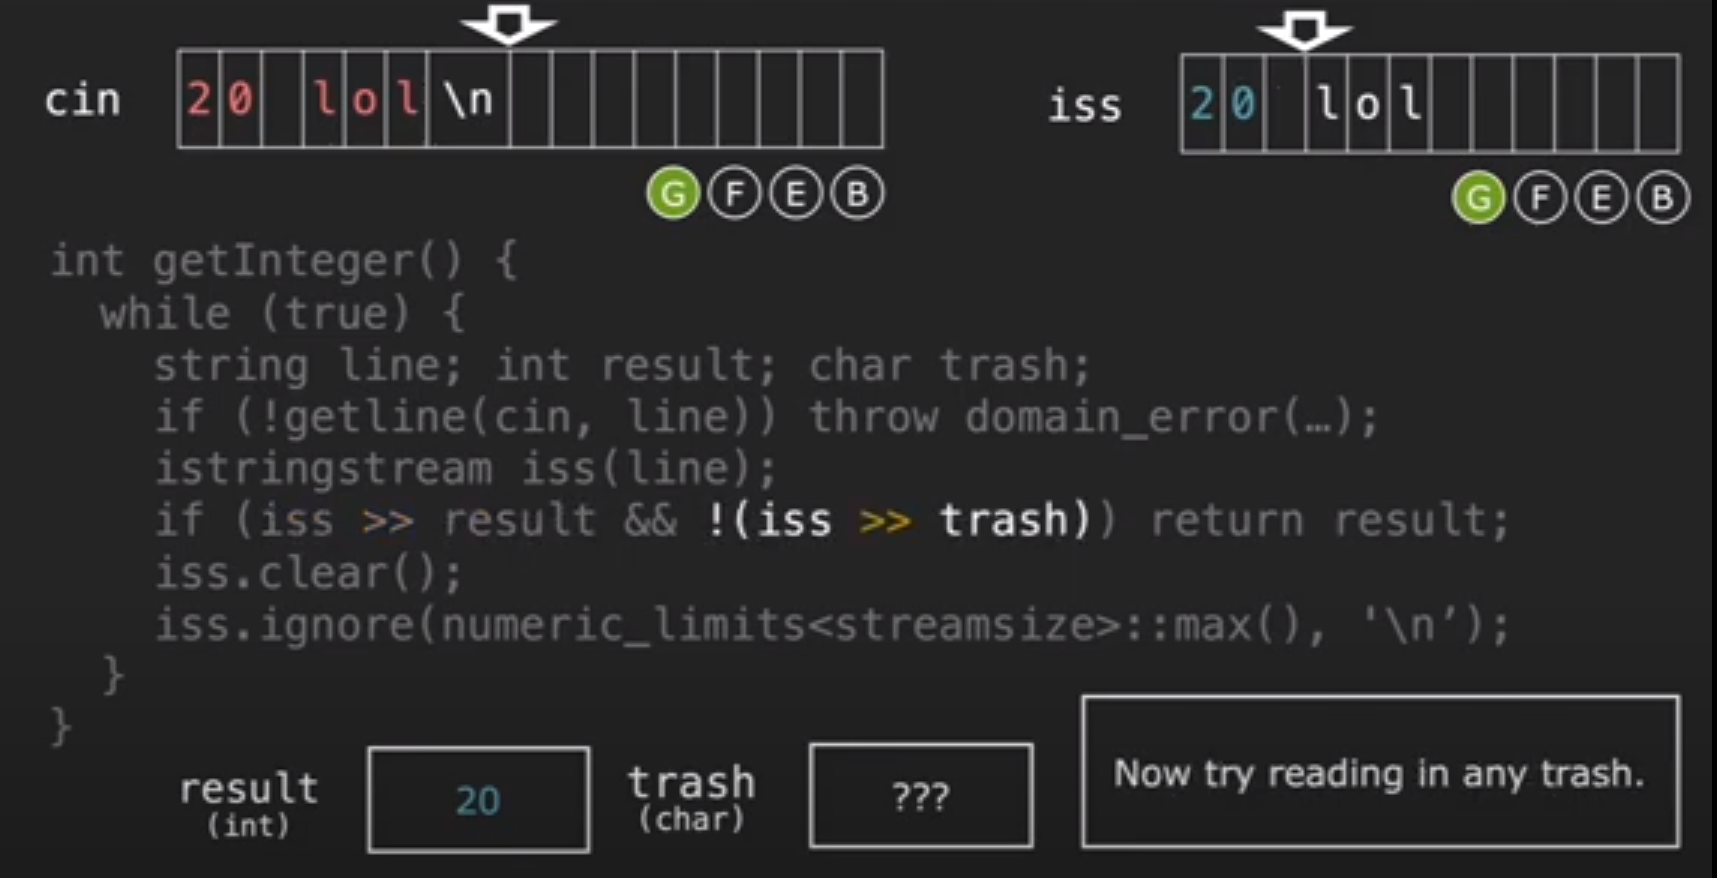 cin 2 0 l o l \n
iss 2 0 l o l
G F E B
G F E B
int getInteger() {
while (true) {
string line; int result; char trash;
if (!getline(cin, line)) throw domain_error(…);
istringstream iss(line);
if (iss >> result && !(iss >> trash)) return result;
iss.clear();
iss.ignore(numeric_limits<streamsize>::max(), '\n’);
}
}
result
(int)
20
trash
(char)
???
Now try reading in any trash.